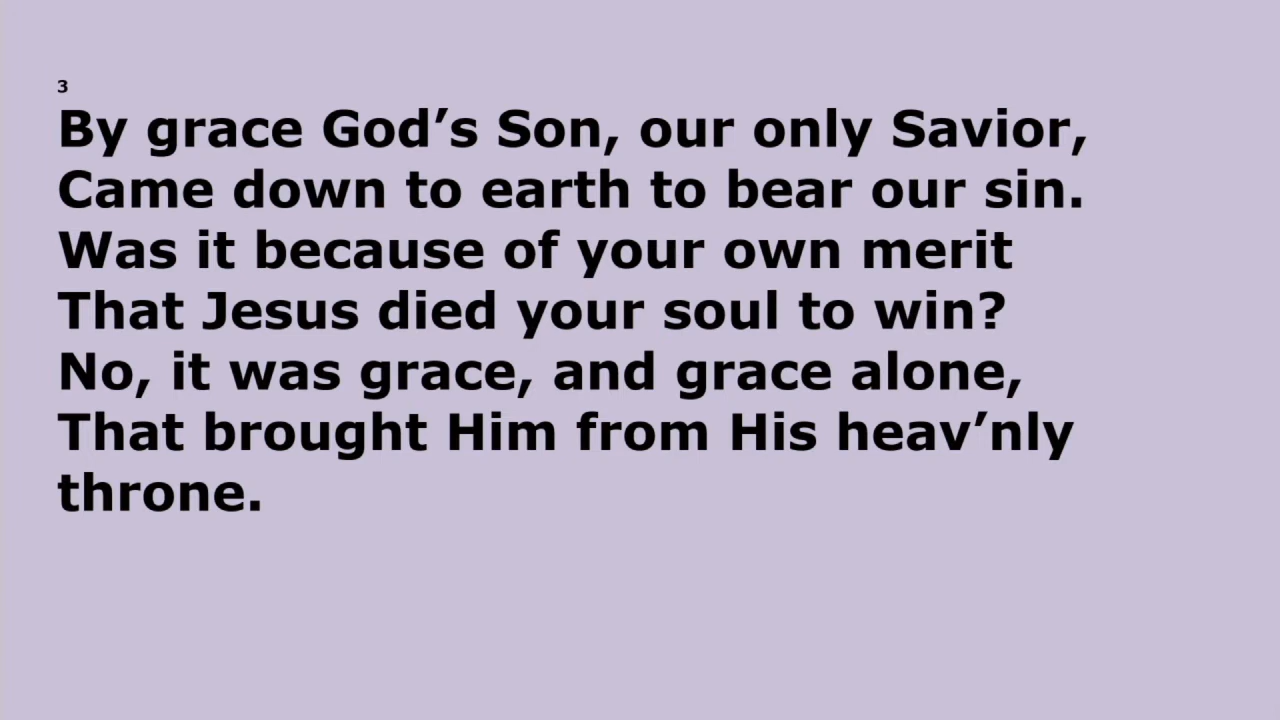 3
By grace God’s Son, our only Savior,
Came down to earth to bear our sin.
Was it because of your own merit
That Jesus died your soul to win?
No, it was grace, and grace alone,
That brought Him from His heav’nly
throne.